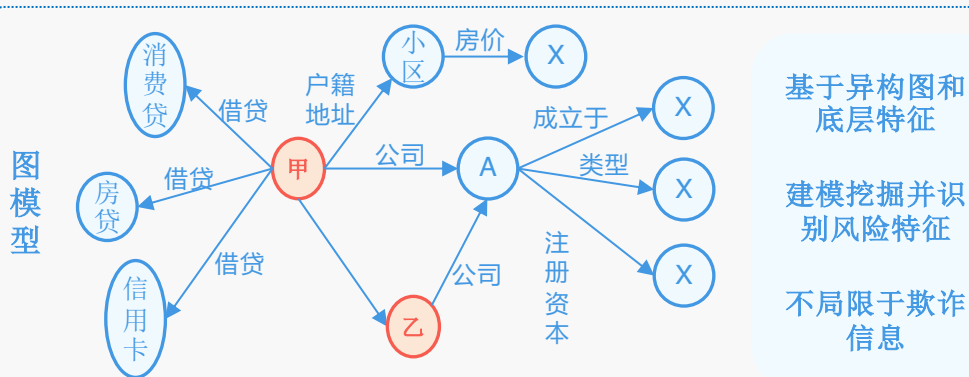 图模型
消费贷
房贷
信用卡
借贷
借贷
借贷
甲
户籍
地址
小区
房价
X
公司
A
成立于
X
类型
X
注册资本
X
乙
公司
基于异构图和
底层特征
建模挖掘并识
别风险特征
不局限于欺诈
信息